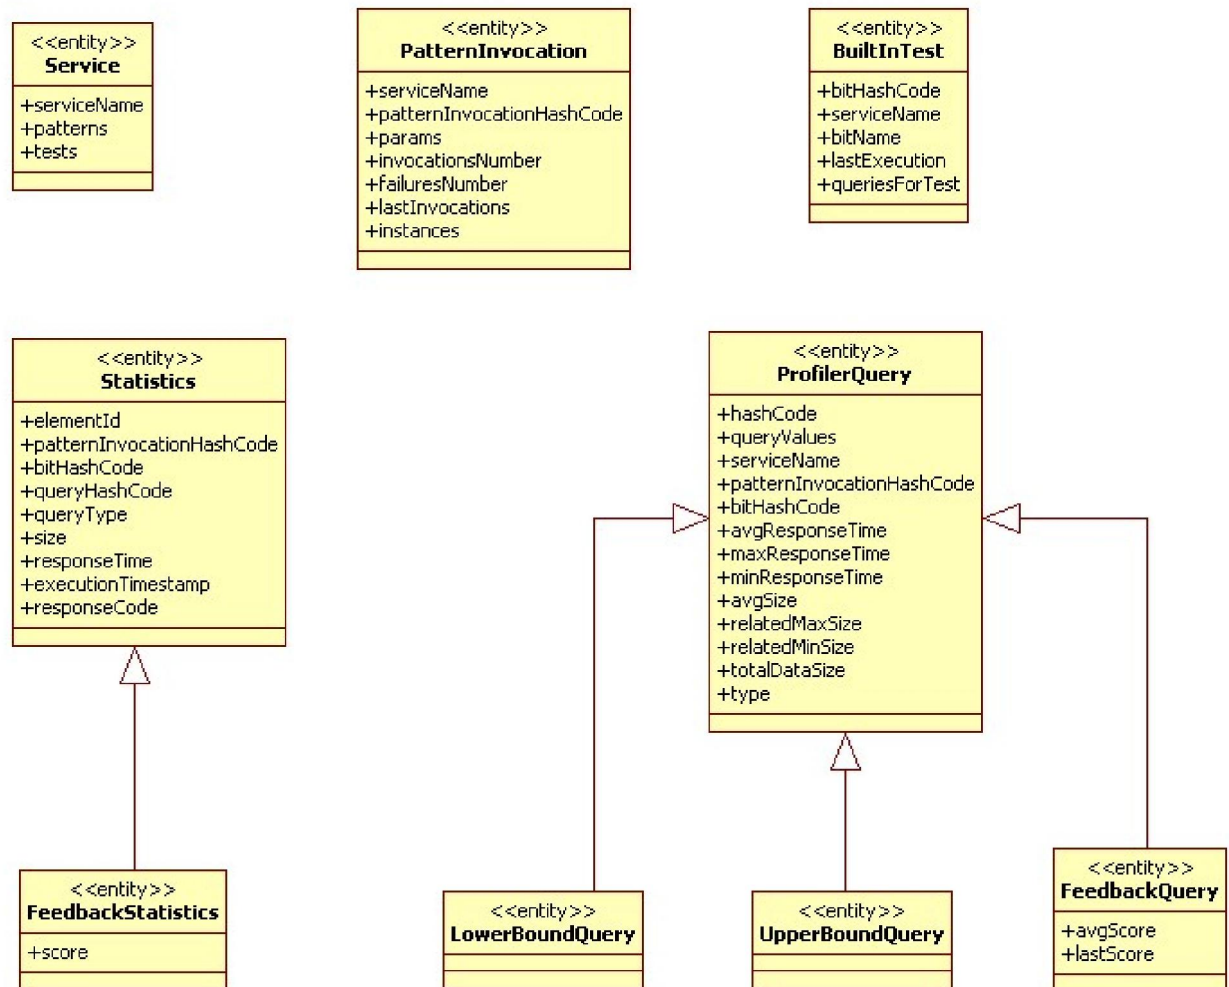 <<entity>>
Service
+serviceName
+patterns
+tests
<<entity>>
PatternInvocation
+serviceName
+patternInvocationHashCode
+params
+invocationsNumber
+failuresNumber
+lastInvocations
+instances
<<entity>>
BuiltInTest
+bitHashCode
+serviceName
+bitName
+lastExecution
+queriesForTest
<<entity>>
Statistics
+elementId
+patternInvocationHashCode
+bitHashCode
+queryHashCode
+queryType
+size
+responseTime
+executionTimestamp
+responseCode
<<entity>>
ProfilerQuery
+hashCode
+queryValues
+serviceName
+patternInvocationHashCode
+bitHashCode
+avgResponseTime
+maxResponseTime
+minResponseTime
+avgSize
+relatedMaxSize
+relatedMinSize
+totalDataSize
+type
<<entity>>
FeedbackStatistics
+score
<<entity>>
LowerBoundQuery
<<entity>>
UpperBoundQuery
<<entity>>
FeedbackQuery
+avgScore
+lastScore